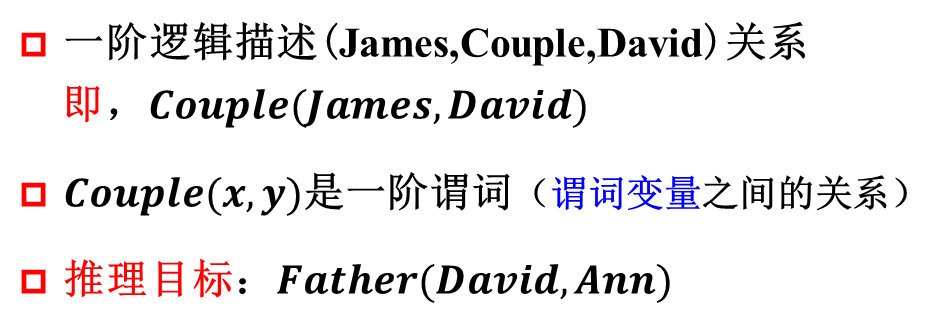 一阶逻辑描述(James,Couple,David)关系
即，Couple(James,David)
Couple(x,y)是一阶谓词（谓词变量之间的关系）
推理目标：Father(David,Ann)